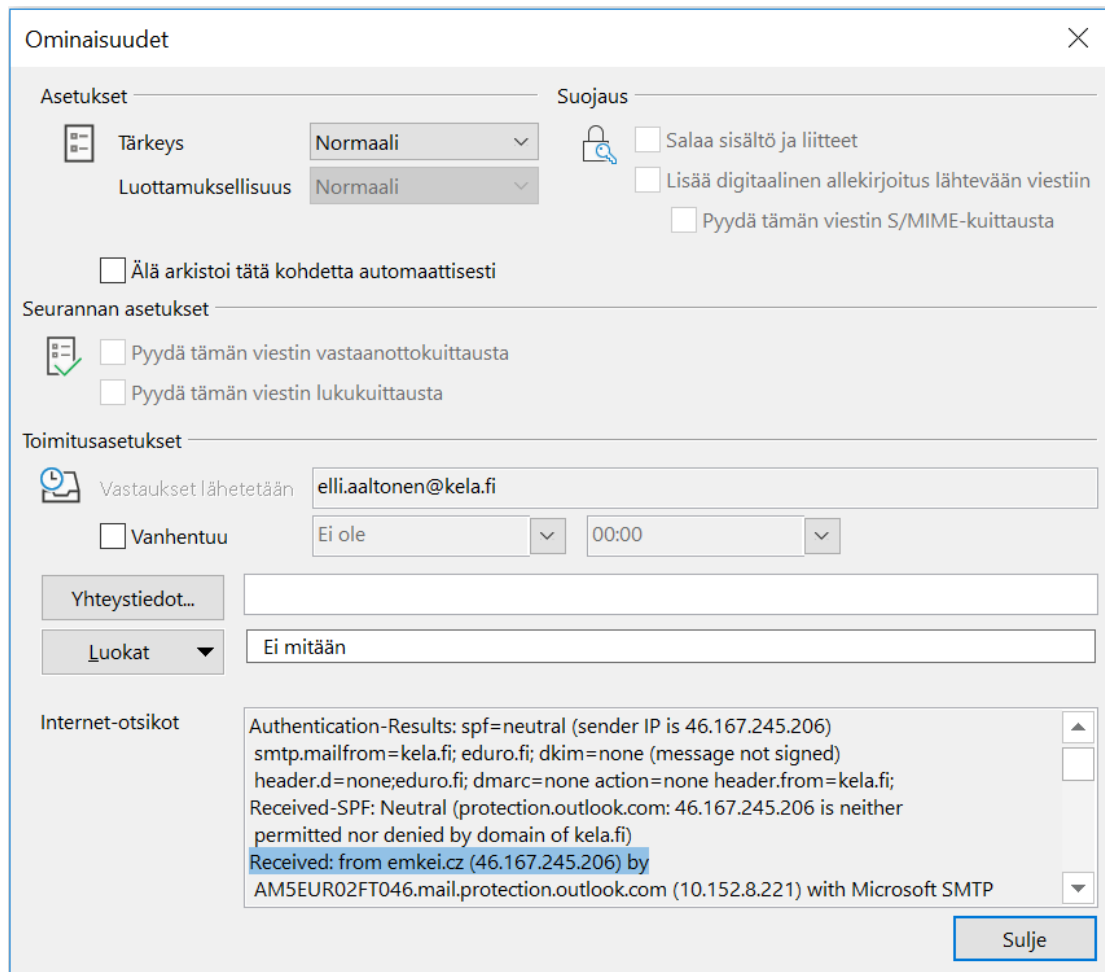 Ominaisuudet
Asetukset
Suojaus
Tärkeys
Normaali
Salaa sisältö ja liitteet
Luottamuksellisuus
Normaali
Lisää digitaalinen allekirjoitus lähtevään viestiin
Pyydä tämän viestin S/MIME-kuittausta
Älä arkistoi tätä kohdetta automaattisesti
Seurannan asetukset
Pyydä tämän viestin vastaanottokuittausta
Pyydä tämän viestin lukukuittausta
Toimitusasetukset
Vastaukset lähetetään
elli.aaltonen@kela.fi
Vanhentuu
Ei ole
00:00
Yhteystiedot...
Luokat
Ei mitään
Internet-otsikot
Authentication-Results: spf=neutral (sender IP is 46.167.245.206)
smtp.mailfrom=kela.fi; eduro.fi; dkim=none (message not signed)
header.d=none;eduro.fi; dmarc=none action=none header.from=kela.fi;
Received-SPF: Neutral (protection.outlook.com: 46.167.245.206 is neither
permitted nor denied by domain of kela.fi)
Received: from emkei.cz (46.167.245.206) by
AM5EUR02FT046.mail.protection.outlook.com (10.152.8.221) with Microsoft SMTP
Sulje